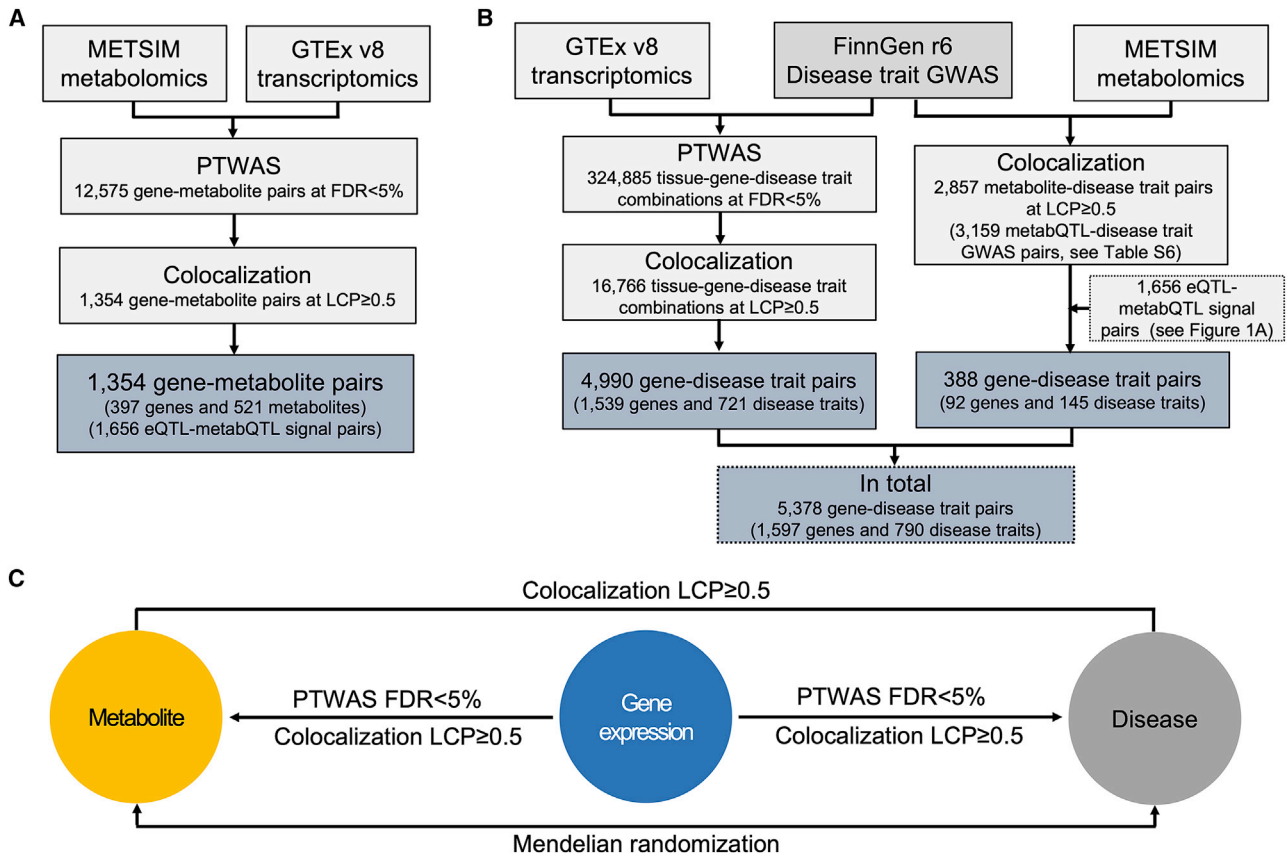 A
METSIM
metabolomics
GTEx v8
transcriptomics
PTWAS
12,575 gene-metabolite pairs at FDR<5%
Colocalization
1,354 gene-metabolite pairs at LCP≥0.5
1,354 gene-metabolite pairs
(397 genes and 521 metabolites)
(1,656 eQTL-metabQTL signal pairs)
B
GTEx v8
transcriptomics
FinnGen r6
Disease trait GWAS
METSIM
metabolomics
PTWAS
324,885 tissue-gene-disease trait
combinations at FDR<5%
Colocalization
16,766 tissue-gene-disease trait
combinations at LCP≥0.5
4,990 gene-disease trait pairs
(1,539 genes and 721 disease traits)
Colocalization
2,857 metabolite-disease trait pairs
at LCP≥0.5
(3,159 metabQTL-disease trait
GWAS pairs, see Table S6)
1,656 eQTL-
metabQTL signal
pairs (see Figure 1A)
388 gene-disease trait pairs
(92 genes and 145 disease traits)
In total
5,378 gene-disease trait pairs
(1,597 genes and 790 disease traits)
C
Colocalization LCP≥0.5
Metabolite
PTWAS FDR<5%
Colocalization LCP≥0.5
Gene
expression
PTWAS FDR<5%
Colocalization LCP≥0.5
Disease
Mendelian randomization